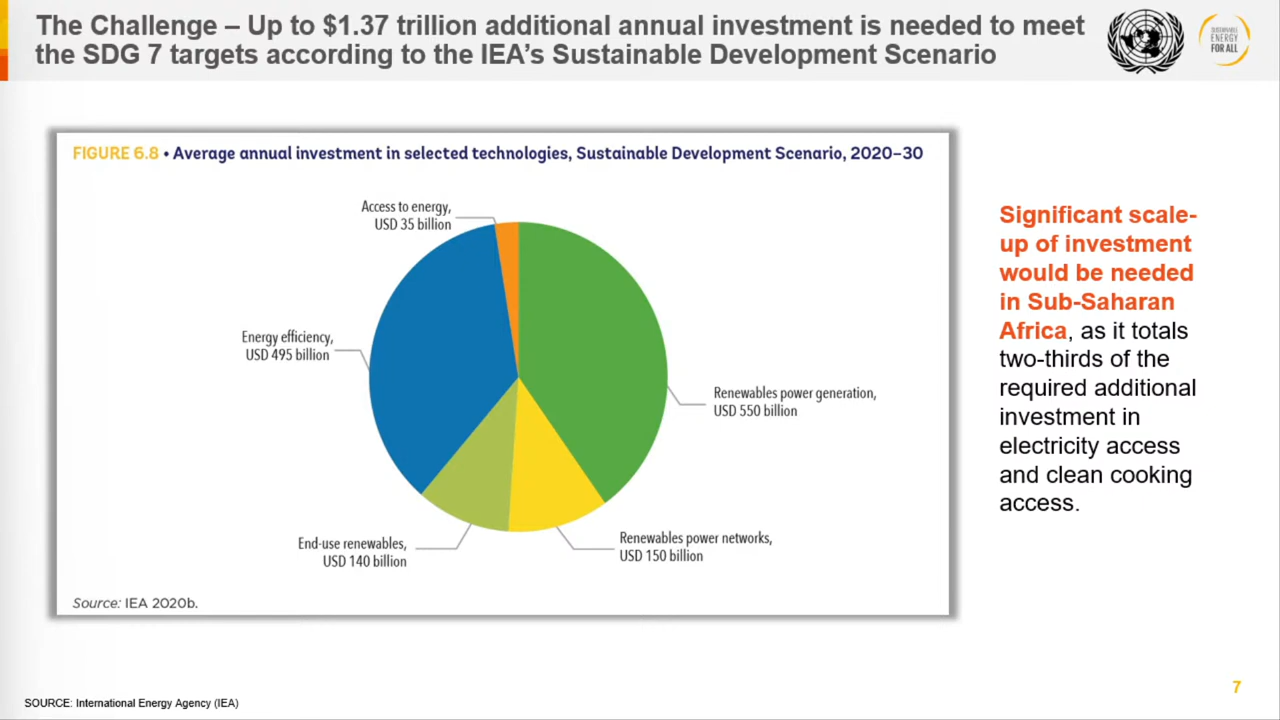 The Challenge – Up to $1.37 trillion additional annual investment is needed to meet
the SDG 7 targets according to the IEA’s Sustainable Development Scenario
SUSTAINABLE
ENERGY
FOR ALL
FIGURE 6.8 • Average annual investment in selected technologies, Sustainable Development Scenario, 2020–30
Access to energy,
USD 35 billion
Energy efficiency,
USD 495 billion
Renewables power generation,
USD 550 billion
End-use renewables,
USD 140 billion
Renewables power networks,
USD 150 billion
Source: IEA 2020b.
Significant scale-
up of investment
would be needed
in Sub-Saharan
Africa, as it totals
two-thirds of the
required additional
investment in
electricity access
and clean cooking
access.
7
SOURCE: International Energy Agency (IEA)